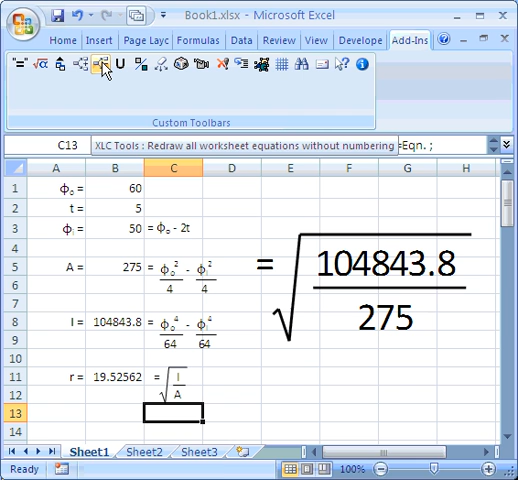 Book1.xlsx - Microsoft Excel
Home Insert Page Layc Formulas Data Review View Develope Add-Ins
"="
Custom Toolbars
C13 XLC Tools : Redraw all worksheet equations without numbering =Eqn. ;
A B C D E F G H
1 ϕo = 60
2 t = 5
3 ϕi = 50 = ϕo - 2t
4
5 A = 275 = ϕo² / 4 - ϕi² / 4
6
7
8 I = 104843.8 = ϕo⁴ / 64 - ϕi⁴ / 64
9
10
11 r = 19.52562 = √(I / A)
12
13
14
= √(104843.8 / 275)
Sheet1 Sheet2 Sheet3
Ready 100%